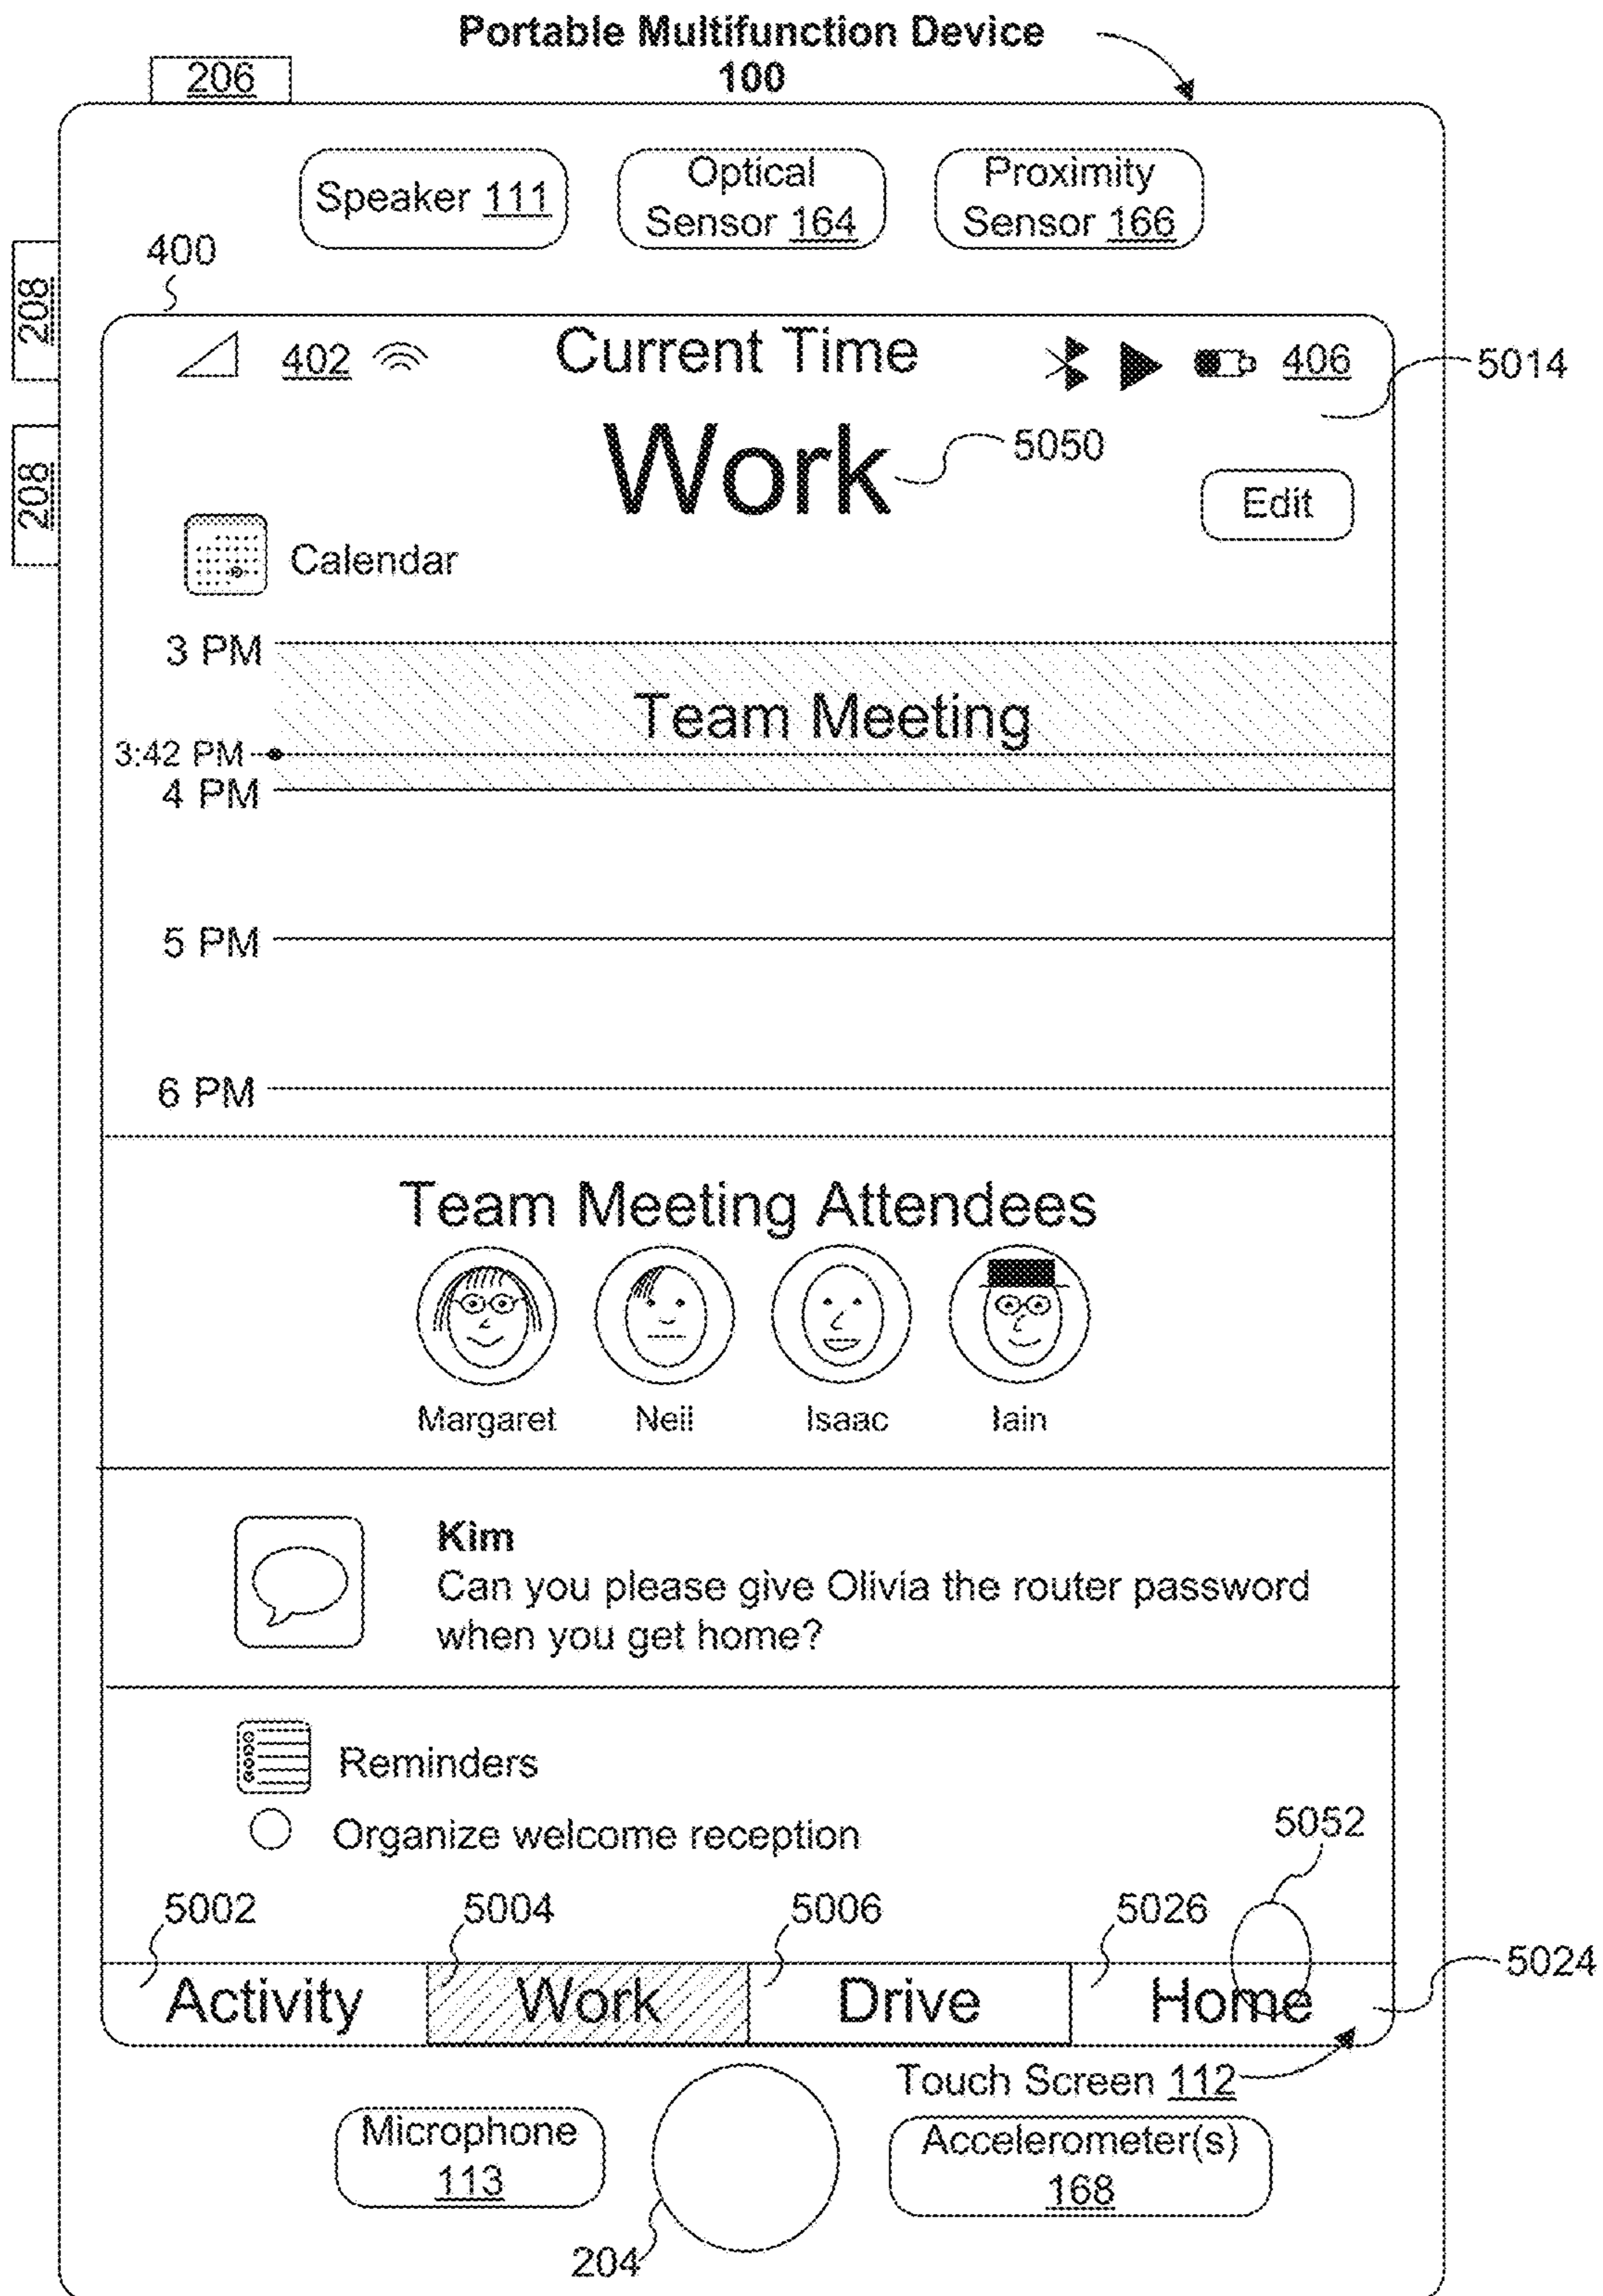 Portable Multifunction Device
100
206
Speaker 111
Optical
Sensor 164
Proximity
Sensor 166
400
208
208
402
Current Time
406
5014
Work
5050
Edit
Calendar
3 PM
Team Meeting
3:42 PM
4 PM
5 PM
6 PM
Team Meeting Attendees
Margaret
Neil
Isaac
Iain
Kim
Can you please give Olivia the router password
when you get home?
Reminders
Organize welcome reception
5052
5002
5004
5006
5026
5024
Activity
Work
Drive
Home
Touch Screen 112
Microphone
113
Accelerometer(s)
168
204